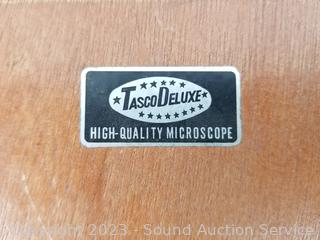 TASCODELUXE
HIGH-QUALITY MICROSCOPE
Copyright 2023 - Sound Auction Service